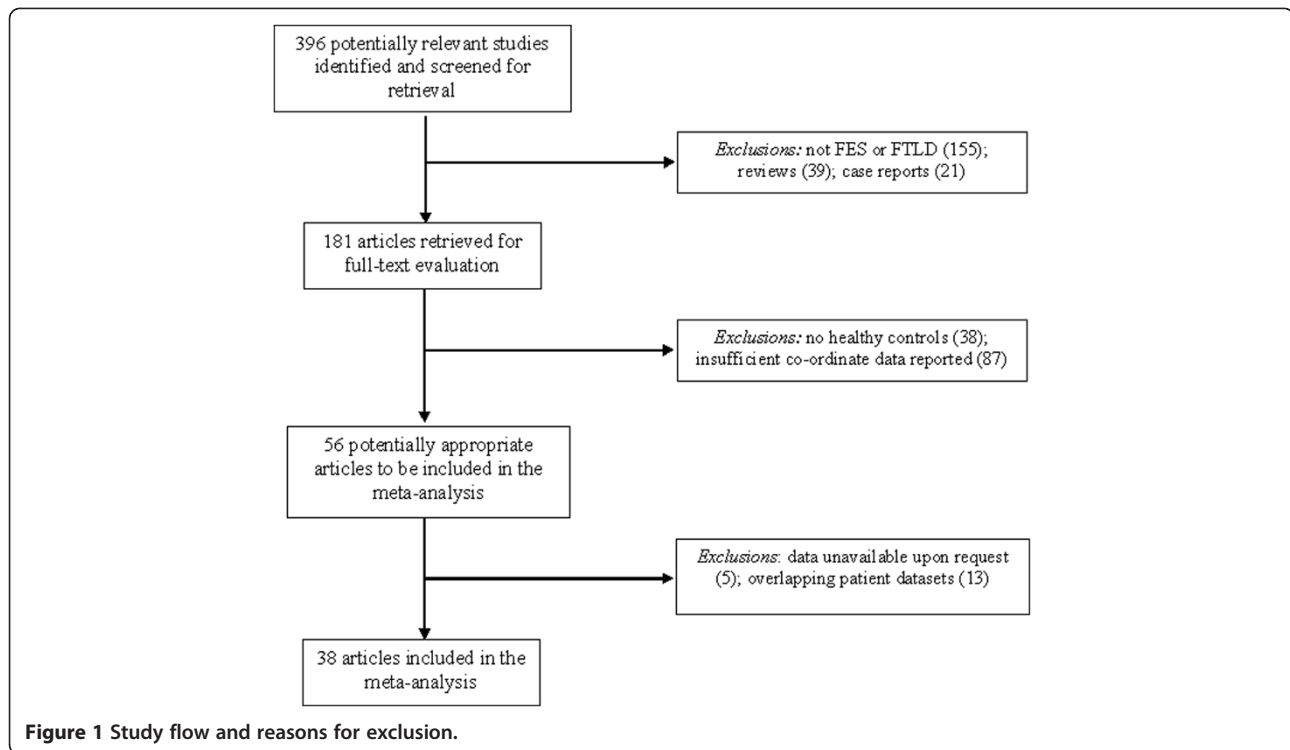 396 potentially relevant studies
identified and screened for
retrieval
Exclusions: not FES or FTLD (155);
reviews (39); case reports (21)
181 articles retrieved for
full-text evaluation
Exclusions: no healthy controls (38);
insufficient co-ordinate data reported (87)
56 potentially appropriate
articles to be included in the
meta-analysis
Exclusions: data unavailable upon request
(5); overlapping patient datasets (13)
38 articles included in the
meta-analysis
Figure 1 Study flow and reasons for exclusion.